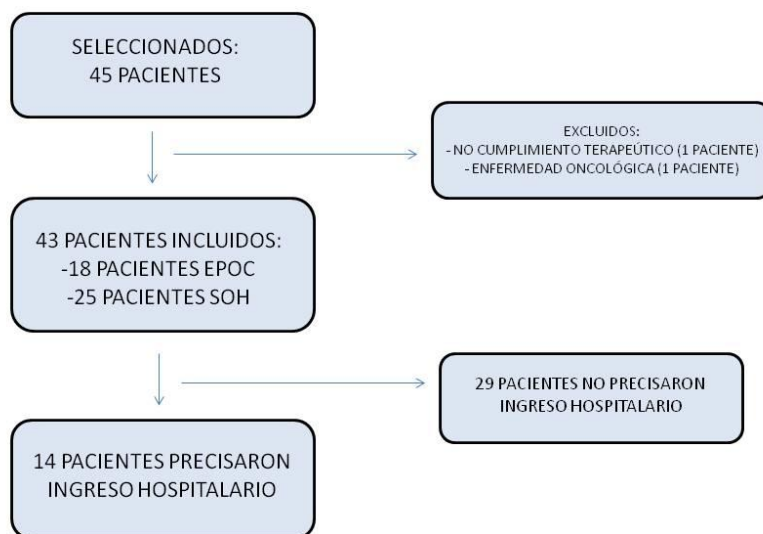 SELECCIONADOS:
45 PACIENTES
EXCLUIDOS:
- NO CUMPLIMIENTO TERAPEÚTICO (1 PACIENTE)
- ENFERMEDAD ONCOLÓGICA (1 PACIENTE)
43 PACIENTES INCLUIDOS:
-18 PACIENTES EPOC
-25 PACIENTES SOH
29 PACIENTES NO PRECISARON
INGRESO HOSPITALARIO
14 PACIENTES PRECISARON
INGRESO HOSPITALARIO